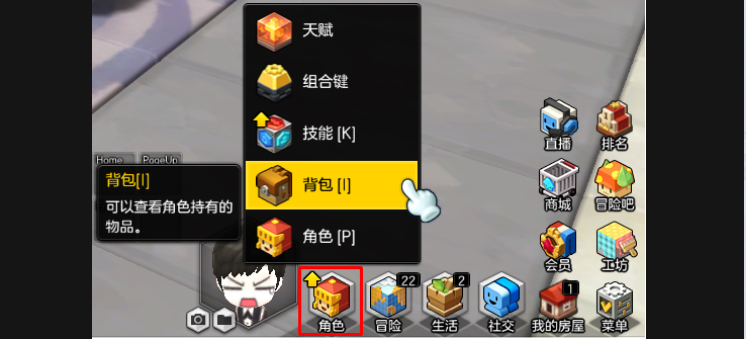 天赋
组合键
技能 [K]
背包 [I]
角色 [P]
Home
PageUp
背包[I]
可以查看角色持有的
物品。
直播
排名
商城
冒险吧
会员
工坊
角色
22
冒险
2
生活
社交
1
我的房屋
菜单